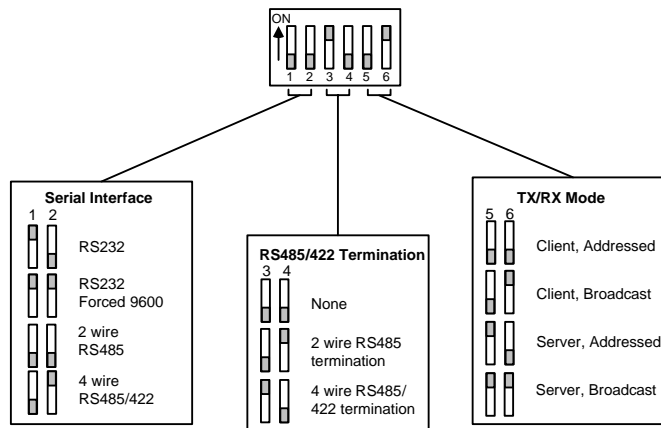 ON
1 2 3 4 5 6
Serial Interface
1 2
RS232
RS232
Forced 9600
2 wire
RS485
4 wire
RS485/422
RS485/422 Termination
3 4
None
2 wire RS485
termination
4 wire RS485/
422 termination
TX/RX Mode
5 6
Client, Addressed
Client, Broadcast
Server, Addressed
Server, Broadcast